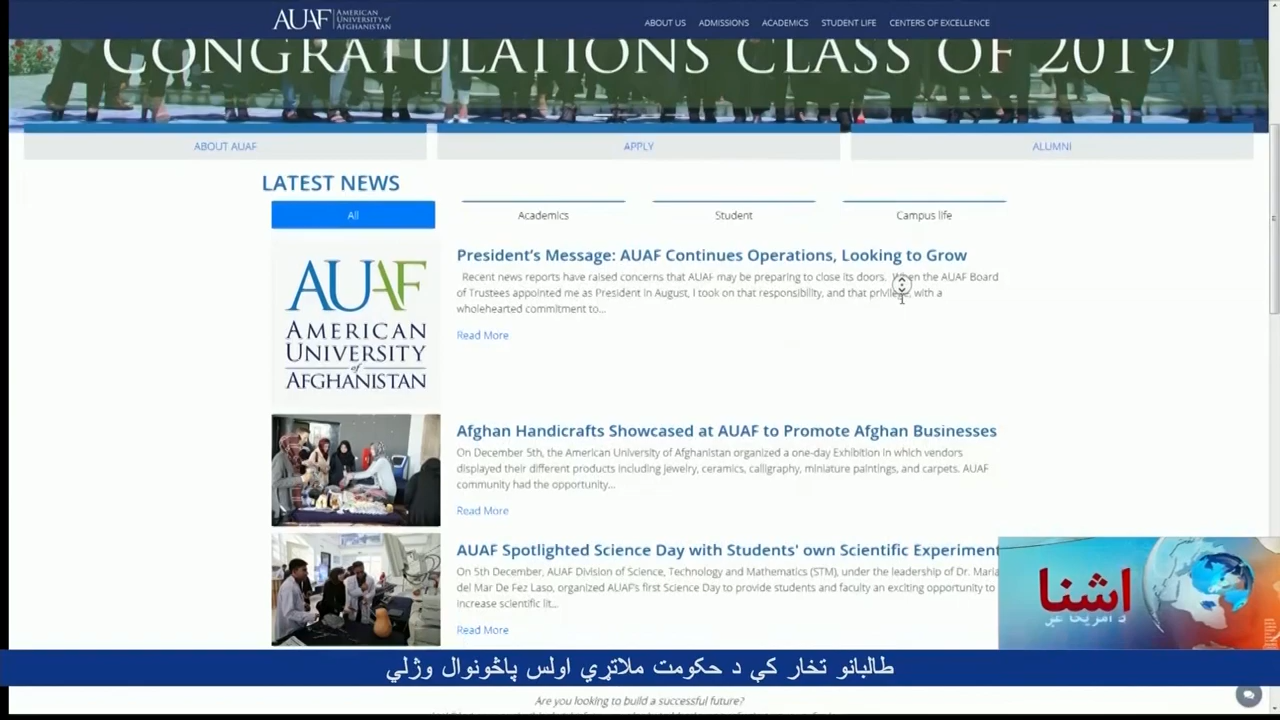 AUAF AMERICAN UNIVERSITY of AFGHANISTAN
ABOUT US ADMISSIONS ACADEMICS STUDENT LIFE CENTERS OF EXCELLENCE
CONGRATULATIONS CLASS OF 2019
ABOUT AUAF APPLY ALUMNI
LATEST NEWS
All Academics Student Campus life
AUAF
AMERICAN
UNIVERSITY
of
AFGHANISTAN
President's Message: AUAF Continues Operations, Looking to Grow
Recent news reports have raised concerns that AUAF may be preparing to close its doors. When the AUAF Board
of Trustees appointed me as President in August, I took on that responsibility, and that privilege, with a
wholehearted commitment to...
Read More
Afghan Handicrafts Showcased at AUAF to Promote Afghan Businesses
On December 5th, the American University of Afghanistan organized a one-day Exhibition in which vendors
displayed their different products including jewelry, ceramics, calligraphy, miniature paintings, and carpets. AUAF
community had the opportunity...
Read More
AUAF Spotlighted Science Day with Students' own Scientific Experiment
On 5th December, AUAF Division of Science, Technology and Mathematics (STM), under the leadership of Dr. Maria
del Mar De Fez Laso, organized AUAF's first Science Day to provide students and faculty an exciting opportunity to
increase scientific lit...
Read More
اشنا
د امریکا غږ
طالبانو تخار کې د حکومت ملاتړي اولس پاڅونوال وژلي
Are you looking to build a successful future?